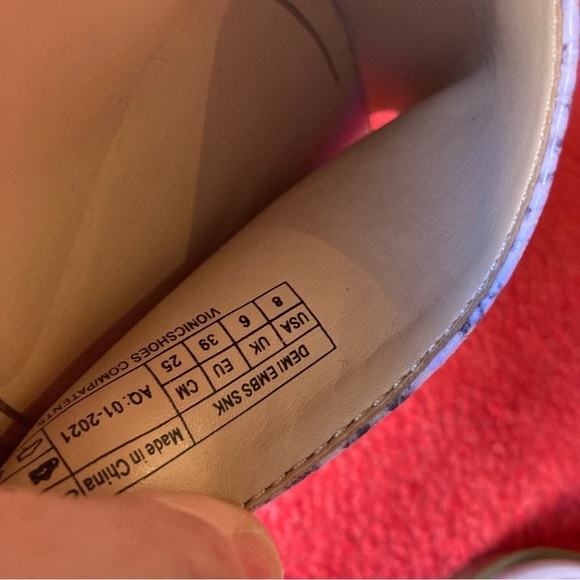 DEMI EMBS SNK
USA UK EU CM
8 6 39 25
VIONICSHOES COM/PATENTS
Made in China
AQ: 01-2021